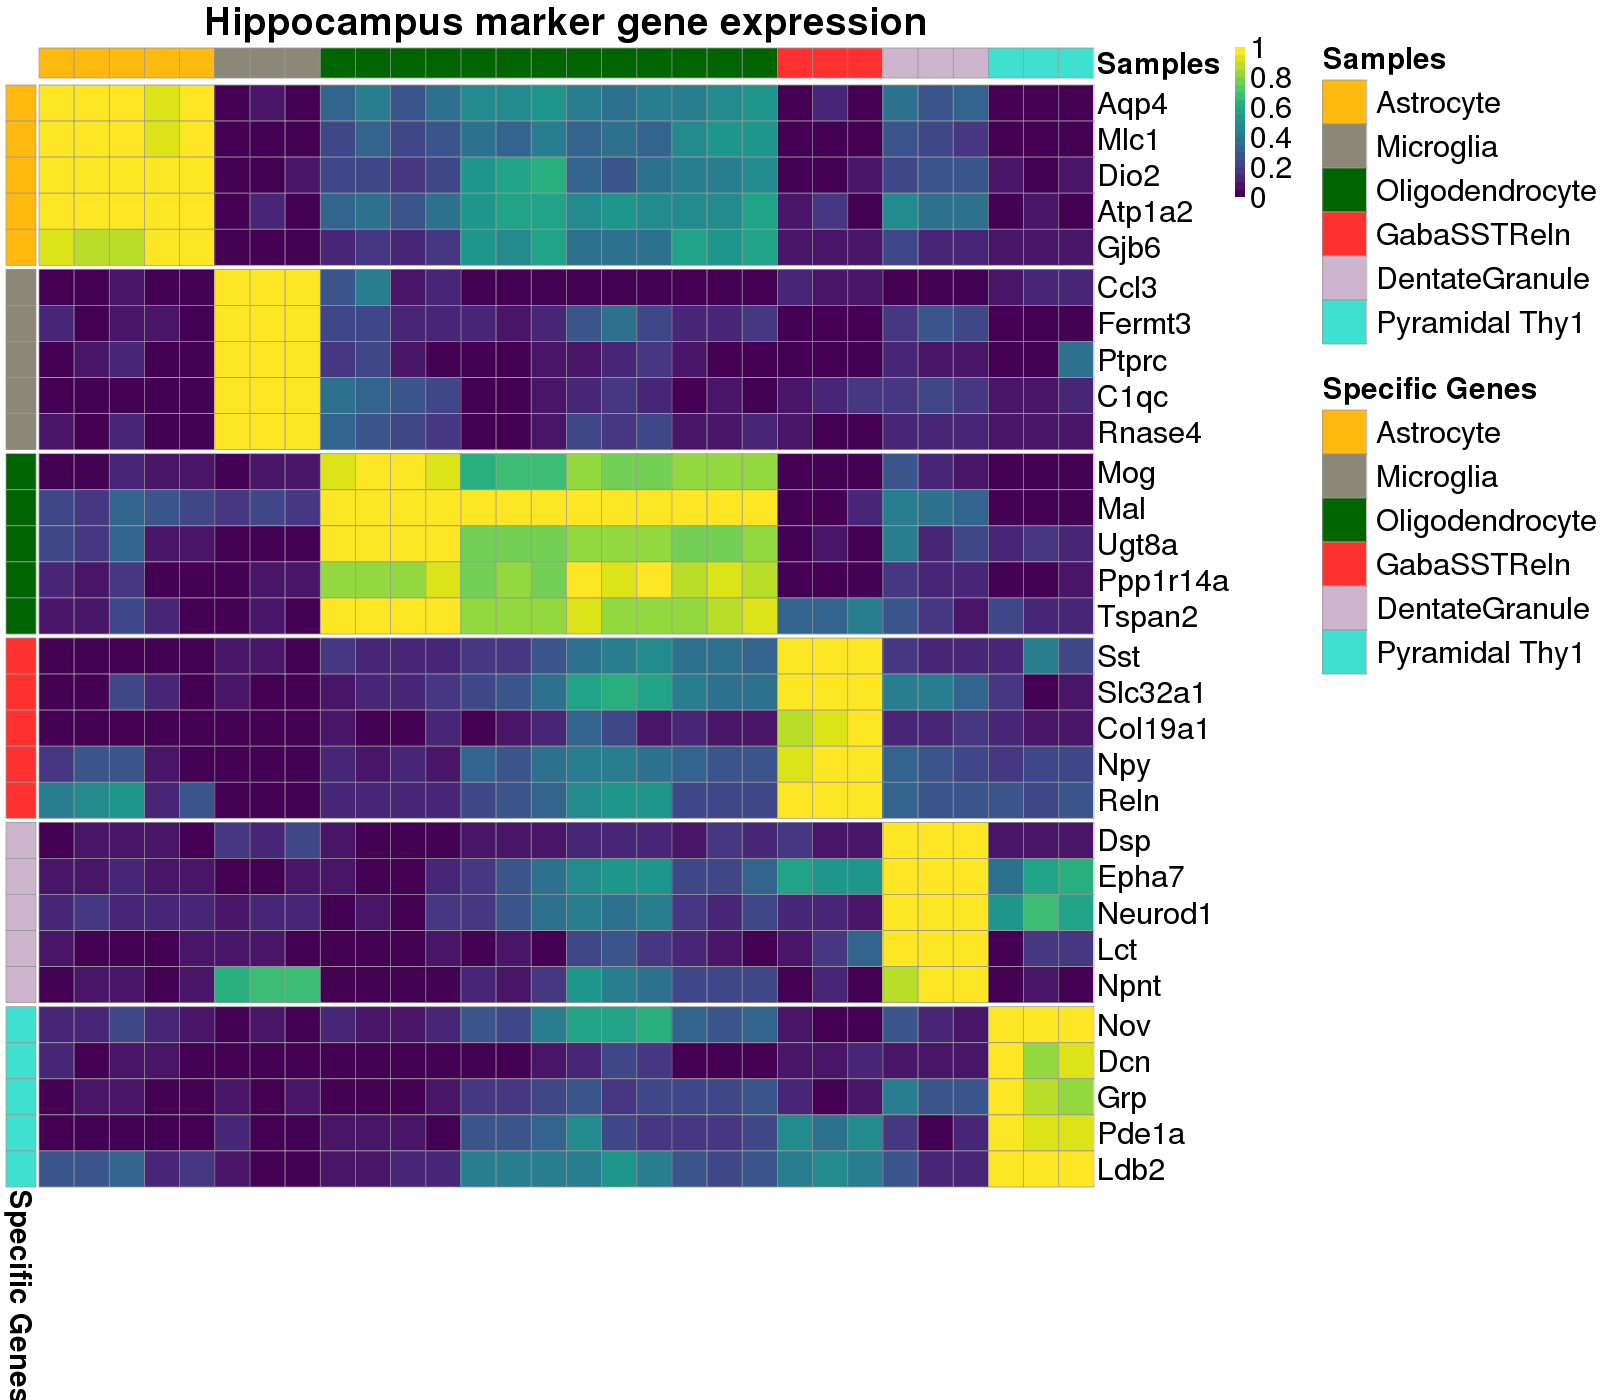 Hippocampus marker gene expression
Samples
1
0.8
0.6
0.4
0.2
0
Aqp4
Mlc1
Dio2
Atp1a2
Gjb6
Ccl3
Fermt3
Ptprc
C1qc
Rnase4
Mog
Mal
Ugt8a
Ppp1r14a
Tspan2
Sst
Slc32a1
Col19a1
Npy
Reln
Dsp
Epha7
Neurod1
Lct
Npnt
Nov
Dcn
Grp
Pde1a
Ldb2
Specific Genes
Samples
Astrocyte
Microglia
Oligodendrocyte
GabaSSTReln
DentateGranule
Pyramidal Thy1
Specific Genes
Astrocyte
Microglia
Oligodendrocyte
GabaSSTReln
DentateGranule
Pyramidal Thy1